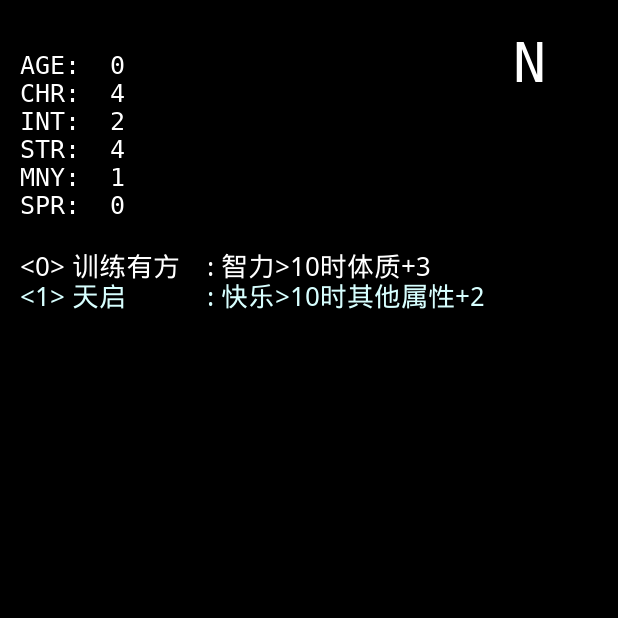 N
AGE: 0
CHR: 4
INT: 2
STR: 4
MNY: 1
SPR: 0
<0> 训练有方 : 智力>10时体质+3
<1> 天启 : 快乐>10时其他属性+2